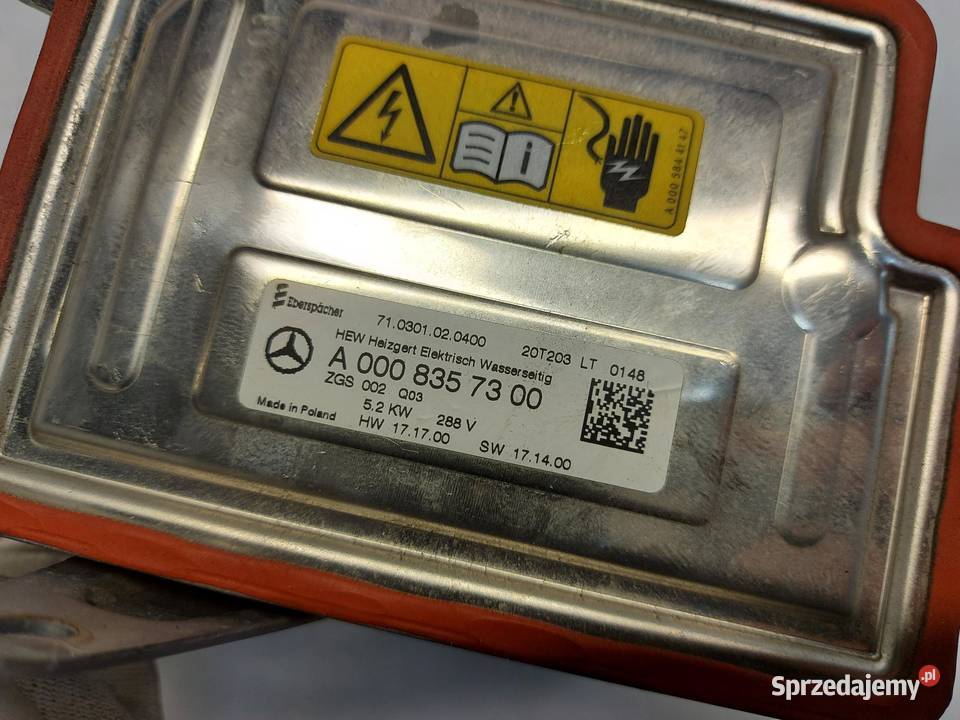 A 000 584 41 47
Eberspächer
71.0301.02.0400 20T203 LT 0148
HEW Heizgert Elektrisch Wasserseitig
A 000 835 73 00
ZGS 002 Q03
5.2 KW 288 V
Made in Poland HW 17.17.00 SW 17.14.00
Sprzedajemy.pl